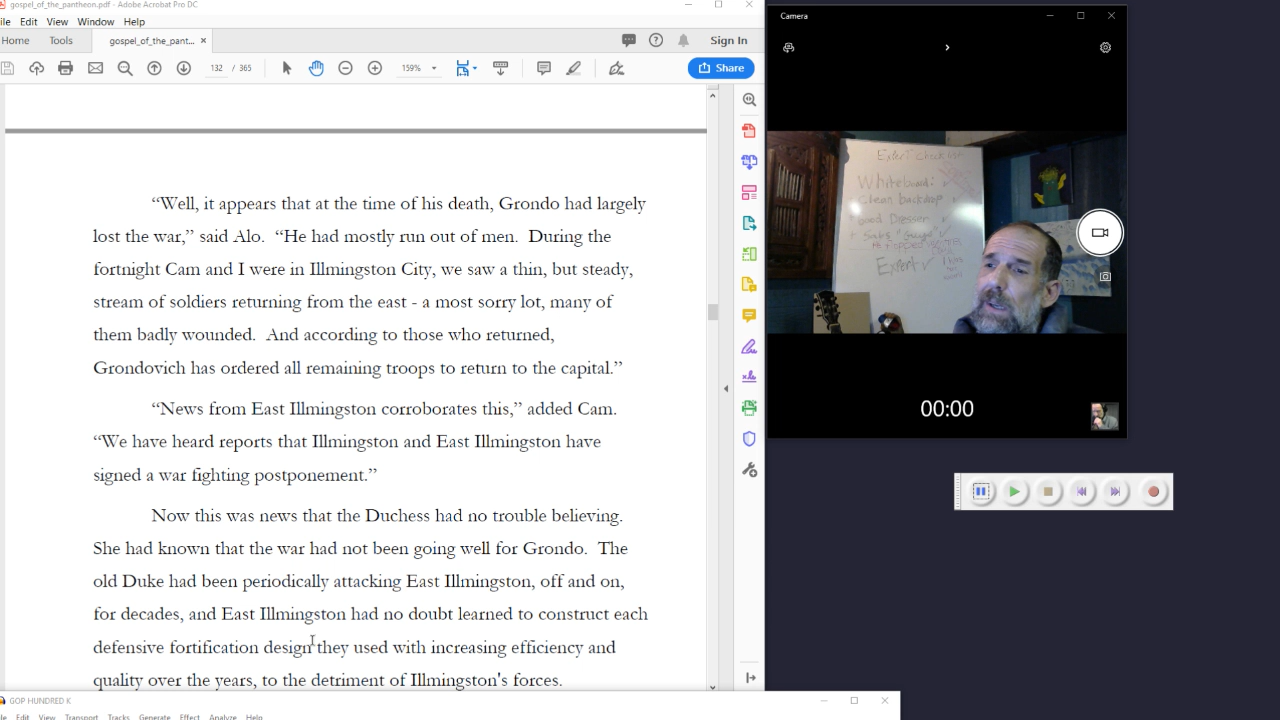 gospel_of_the_pantheon.pdf - Adobe Acrobat Pro DC
ile Edit View Window Help
Home Tools gospel_of_the_pant... × Sign In
132 / 365 159% Share
“Well, it appears that at the time of his death, Grondo had largely
lost the war,” said Alo. “He had mostly run out of men. During the
fortnight Cam and I were in Illmingston City, we saw a thin, but steady,
stream of soldiers returning from the east - a most sorry lot, many of
them badly wounded. And according to those who returned,
Grondovich has ordered all remaining troops to return to the capital.”
“News from East Illmingston corroborates this,” added Cam.
“We have heard reports that Illmingston and East Illmingston have
signed a war fighting postponement.”
Now this was news that the Duchess had no trouble believing.
She had known that the war had not been going well for Grondo. The
old Duke had been periodically attacking East Illmingston, off and on,
for decades, and East Illmingston had no doubt learned to construct each
defensive fortification design they used with increasing efficiency and
quality over the years, to the detriment of Illmingston's forces.
Camera
Expert Check list
Whiteboard:
Clean backdrop
Good Dresser
Expert
00:00
GOP HUNDRED K
le Edit View Transport Tracks Generate Effect Analyze Help